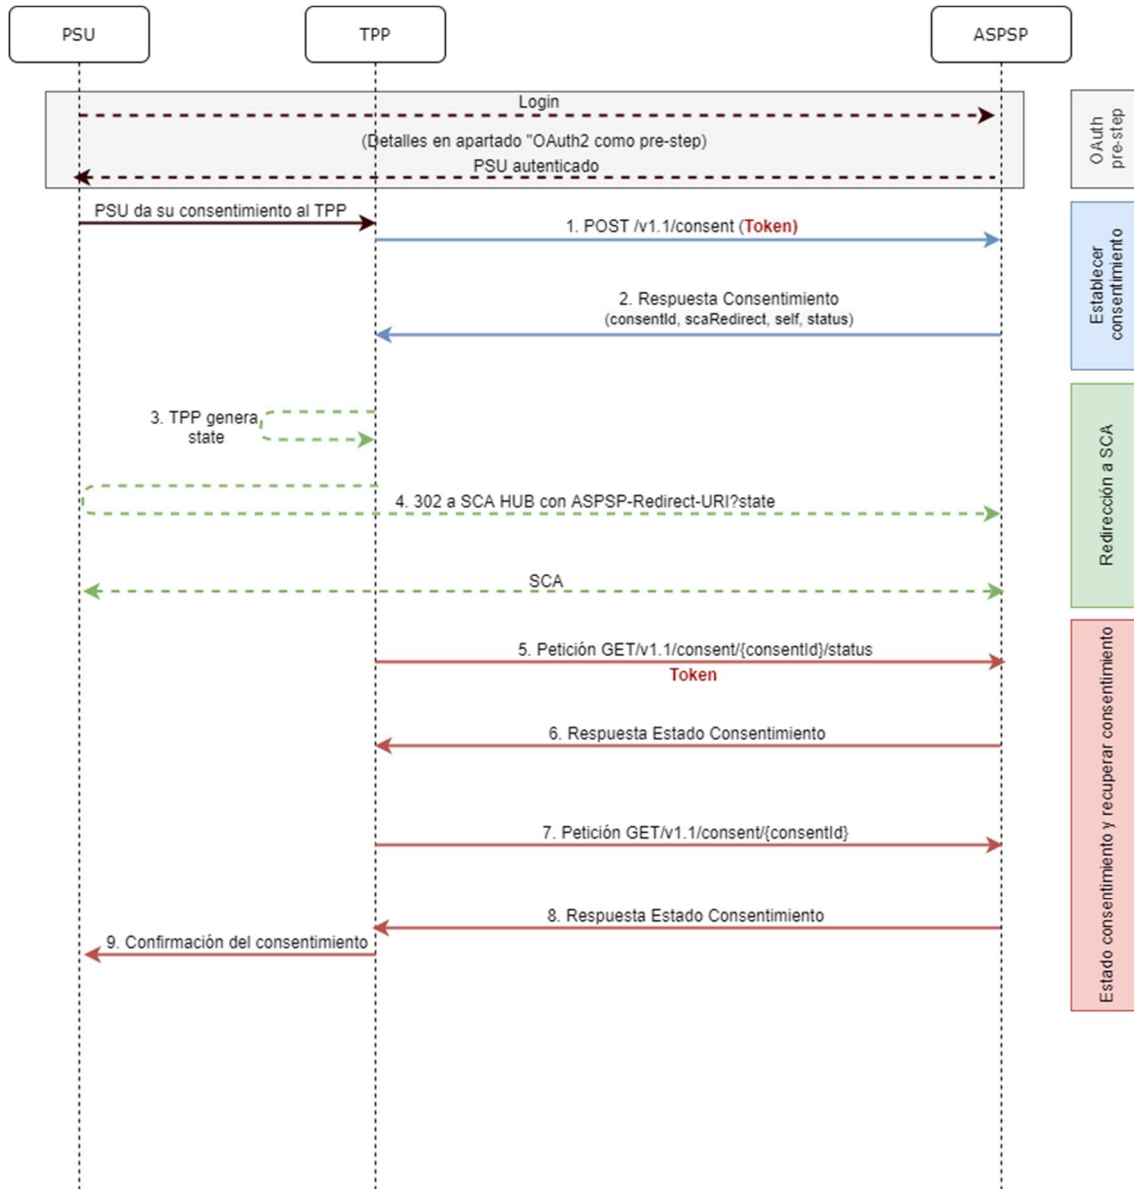 PSU
TPP
ASPSP
Login
(Detalles en apartado "OAuth2 como pre-step)
PSU autenticado
OAuth
pre-step
PSU da su consentimiento al TPP
1. POST /v1.1/consent (Token)
2. Respuesta Consentimiento
(consentId, scaRedirect, self, status)
Establecer
consentimiento
3. TPP genera
state
4. 302 a SCA HUB con ASPSP-Redirect-URI?state
SCA
Redirección a SCA
5. Petición GET/v1.1/consent/{consentId}/status
Token
6. Respuesta Estado Consentimiento
7. Petición GET/v1.1/consent/{consentId}
8. Respuesta Estado Consentimiento
9. Confirmación del consentimiento
Estado consentimiento y recuperar consentimiento